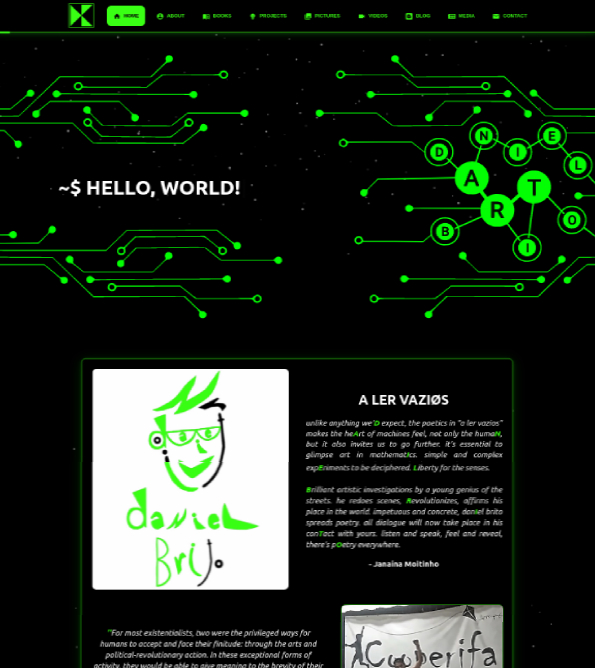 HOME ABOUT BOOKS PROJECTS PICTURES VIDEOS BLOG MEDIA CONTACT
~$ HELLO, WORLD!
D N I E L
A R T
B I O
daniel
Brito
A LER VAZIØS
unlike anything we'D expect, the poetics in "a ler vazios"
makes the heArt of machines feel, not only the humaN,
but it also invites us to go further. it's essential to
glimpse art in mathematIcs. simple and complex
expEriments to be deciphered. Liberty for the senses.
Brilliant artistic investigations by a young genius of the
streets. he redoes scenes, Revolutionizes, affirms his
place in the world. impetuous and concrete, danIel brito
spreads poetry. all dialogue will now take place in his
conTact with yours. listen and speak, feel and reveal,
there's pOetry everywhere.
- Janaina Moitinho
"For most existentialists, two were the privileged ways for
humans to accept and face their finitude: through the arts and
political-revolutionary action. In these exceptional forms of
activity, they would be able to give meaning to the brevity of their